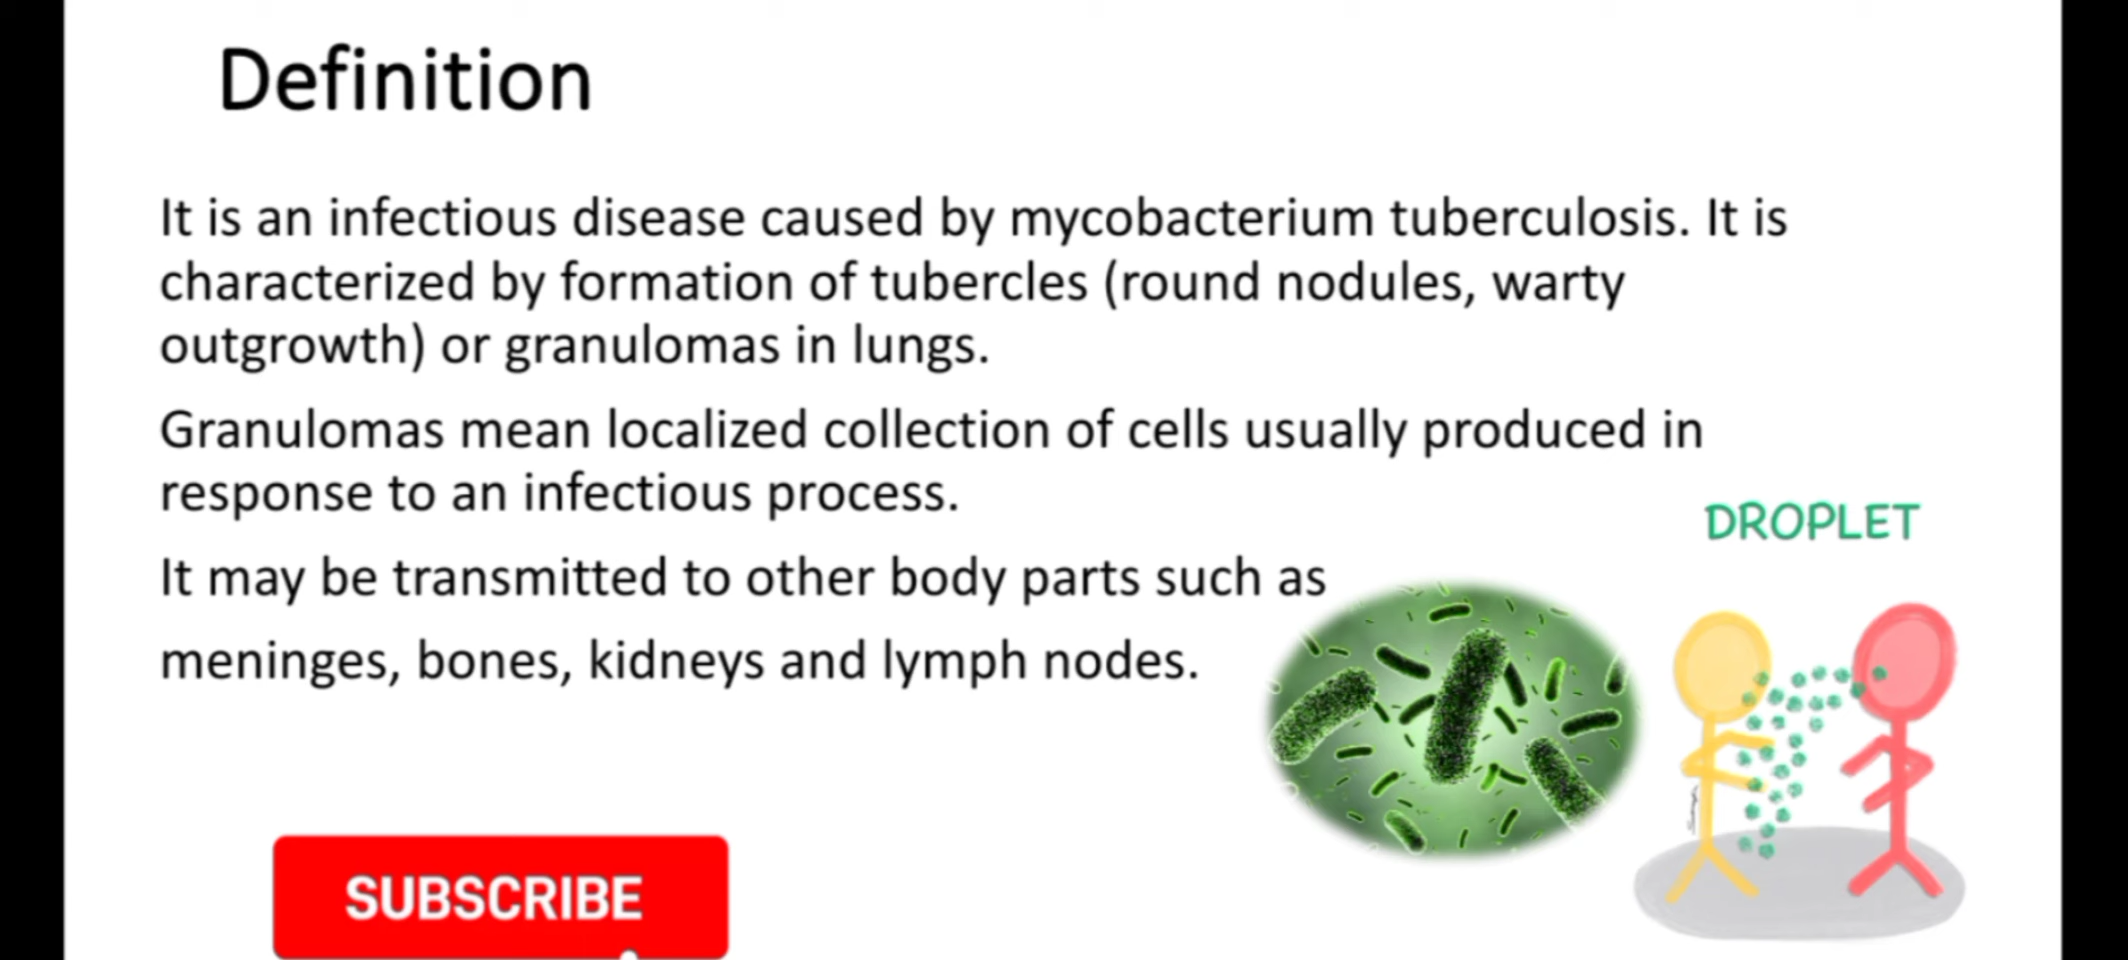 Definition
It is an infectious disease caused by mycobacterium tuberculosis. It is
characterized by formation of tubercles (round nodules, warty
outgrowth) or granulomas in lungs.
Granulomas mean localized collection of cells usually produced in
response to an infectious process.
It may be transmitted to other body parts such as
meninges, bones, kidneys and lymph nodes.
DROPLET
SUBSCRIBE